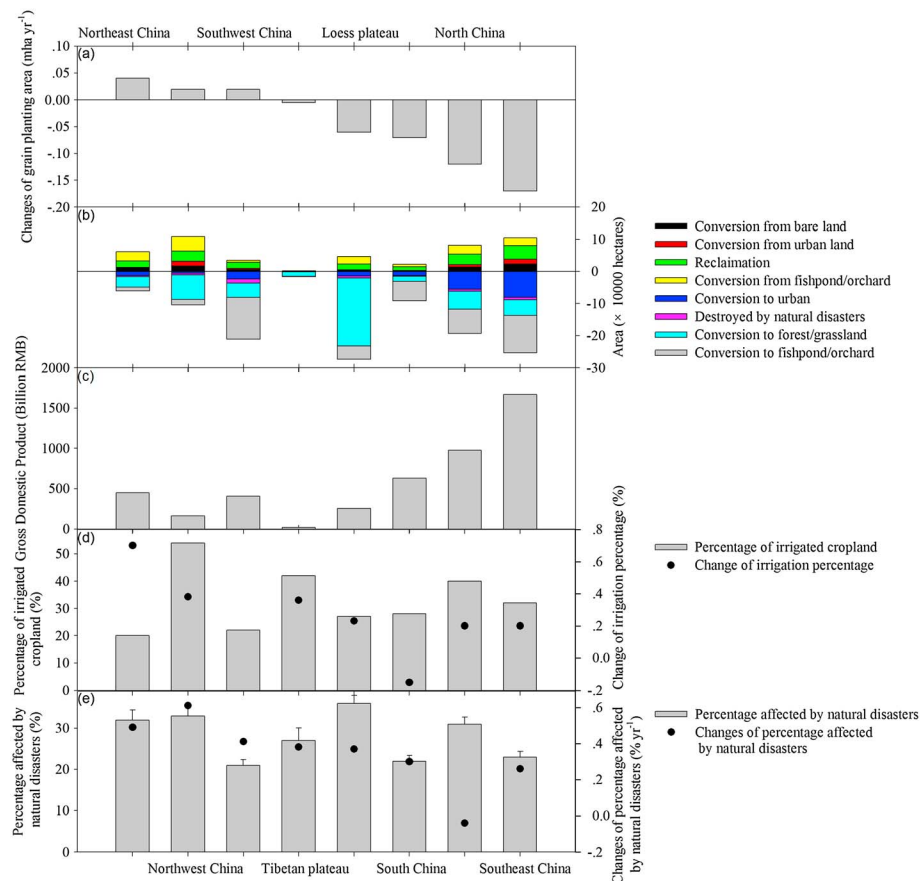 Northeast China
Southwest China
Loess plateau
North China
Changes of grain planting area (mha yr-1)
(a)
.10
.05
0.00
-.05
-.10
-.15
-.20
(b)
20
10
0
-10
-20
-30
Area (× 10000 hectares)
Conversion from bare land
Conversion from urban land
Reclamation
Conversion from fishpond/orchard
Conversion to urban
Destroyed by natural disasters
Conversion to forest/grassland
Conversion to fishpond/orchard
Gross Domestic Product (Billion RMB)
(c)
2000
1500
1000
500
0
Percentage of irrigated
cropland (%)
(d)
50
40
30
20
10
0
.8
.6
.4
.2
0.0
-.2
Change of irrigation percentage (%)
Percentage of irrigated cropland
Change of irrigation percentage
Percentage affected by
natural disasters (%)
(e)
30
20
10
0
.6
.4
.2
0.0
-.2
Changes of percentage affected
by natural disasters (% yr-1)
Percentage affected by natural disasters
Changes of percentage affected
by natural disasters
Northwest China
Tibetan plateau
South China
Southeast China